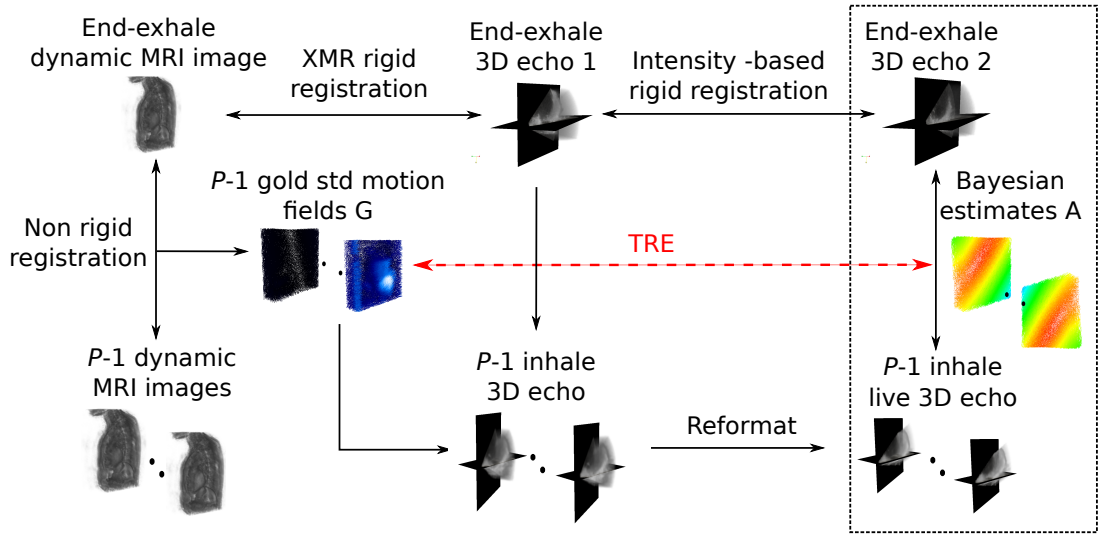 End-exhale
dynamic MRI image
XMR rigid
registration
End-exhale
3D echo 1
Intensity -based
rigid registration
End-exhale
3D echo 2
Non rigid
registration
P-1 gold std motion
fields G
TRE
Bayesian
estimates A
P-1 dynamic
MRI images
P-1 inhale
3D echo
Reformat
P-1 inhale
live 3D echo